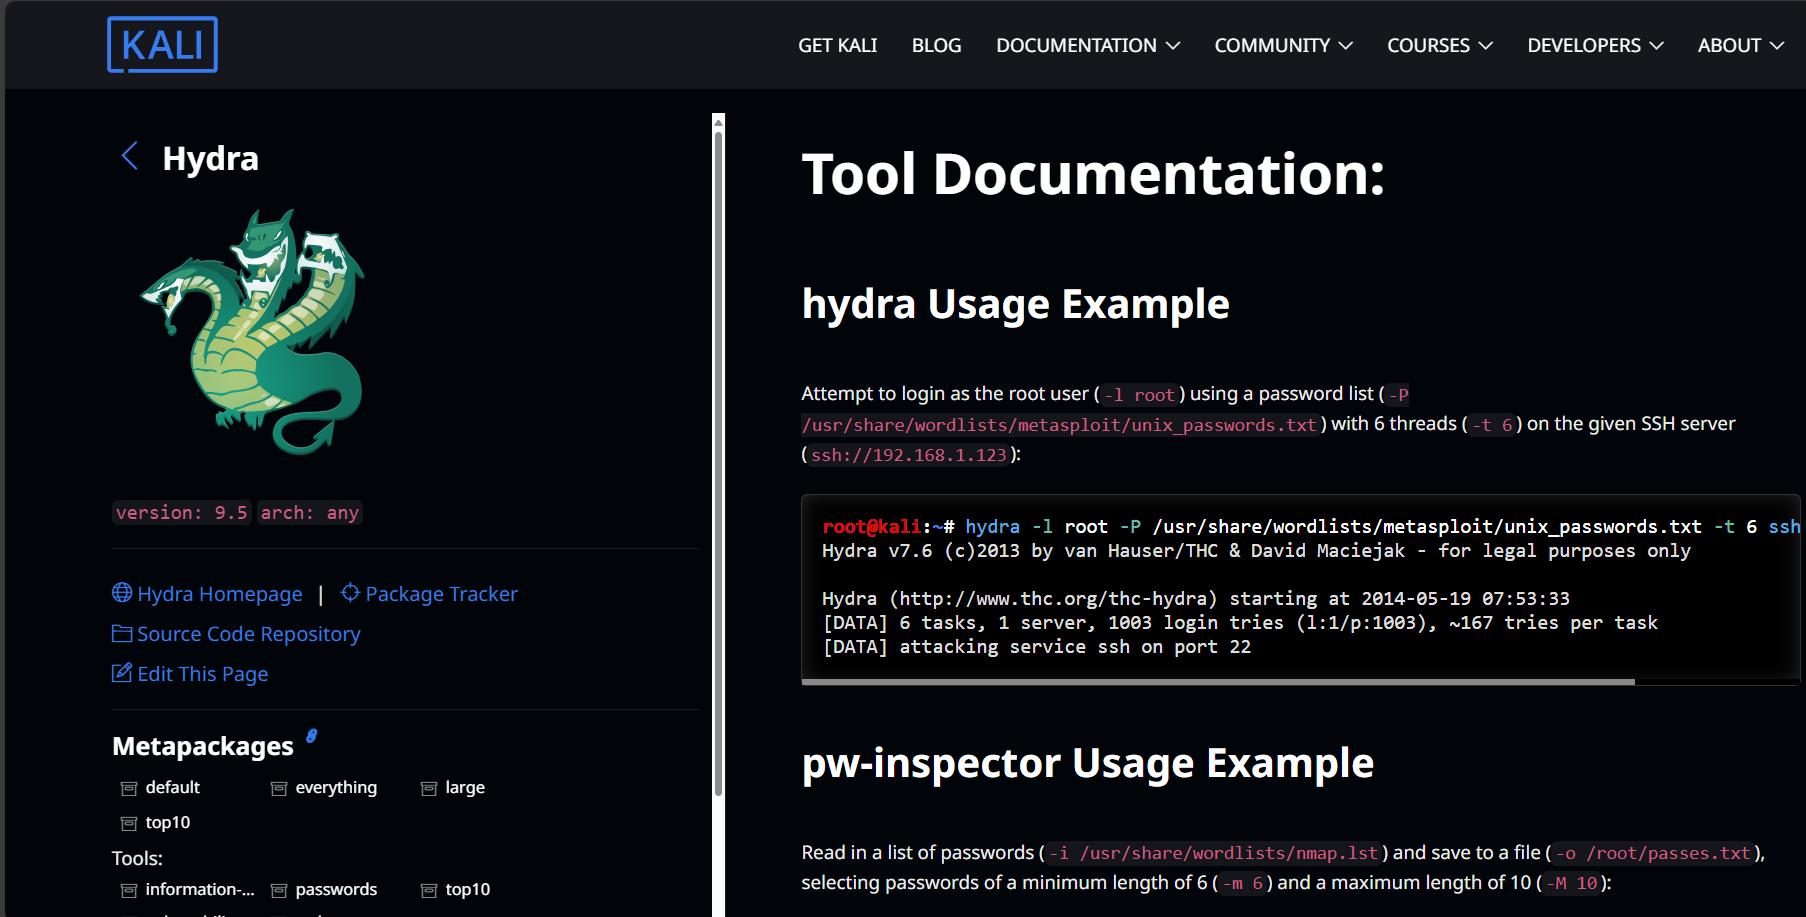 KALI
GET KALI BLOG DOCUMENTATION COMMUNITY COURSES DEVELOPERS ABOUT
Hydra
version: 9.5 arch: any
Hydra Homepage | Package Tracker
Source Code Repository
Edit This Page
Metapackages
default everything large
top10
Tools:
information-... passwords top10
Tool Documentation:
hydra Usage Example
Attempt to login as the root user (-l root) using a password list (-P
/usr/share/wordlists/metasploit/unix_passwords.txt) with 6 threads (-t 6) on the given SSH server
(ssh://192.168.1.123):
root@kali:~# hydra -l root -P /usr/share/wordlists/metasploit/unix_passwords.txt -t 6 ssh
Hydra v7.6 (c)2013 by van Hauser/THC & David Maciejak - for legal purposes only
Hydra (http://www.thc.org/thc-hydra) starting at 2014-05-19 07:53:33
[DATA] 6 tasks, 1 server, 1003 login tries (l:1/p:1003), ~167 tries per task
[DATA] attacking service ssh on port 22
pw-inspector Usage Example
Read in a list of passwords (-i /usr/share/wordlists/nmap.lst) and save to a file (-o /root/passes.txt),
selecting passwords of a minimum length of 6 (-m 6) and a maximum length of 10 (-M 10):